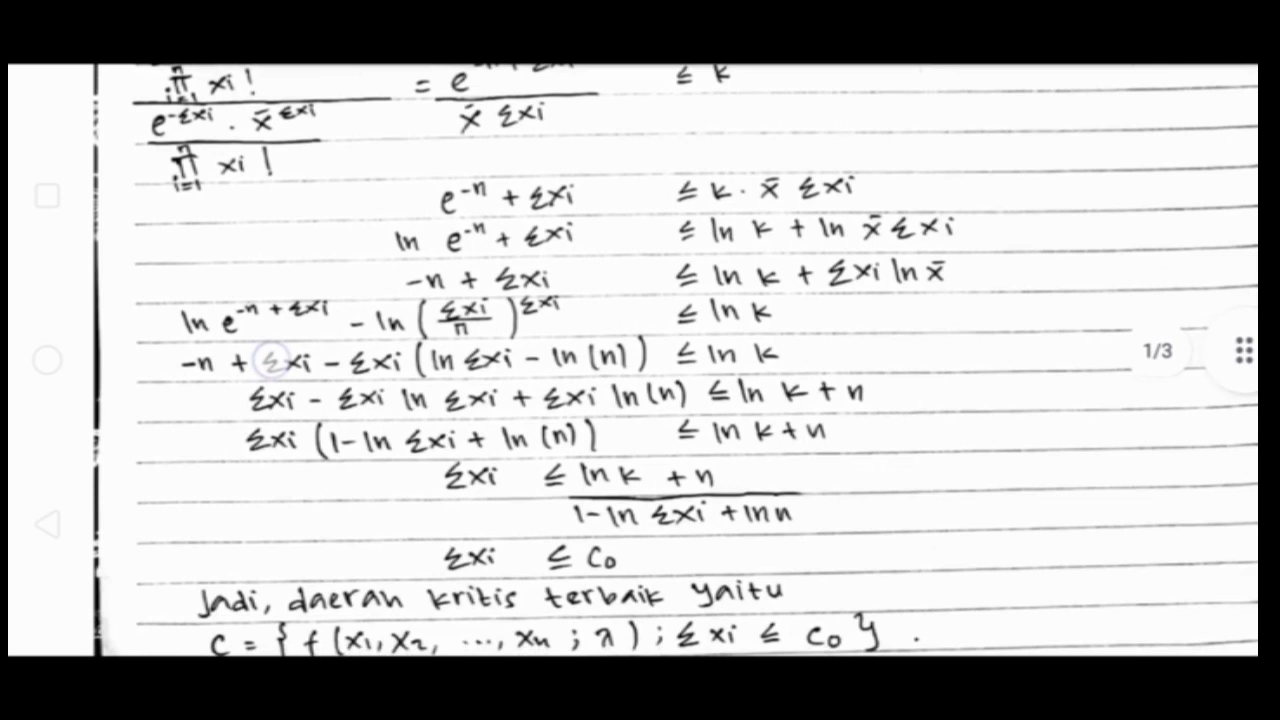 n
π xi !
i=1
= e
≤ k
e^-Σxi . x̄^Σxi
x̄ Σxi
n
π xi !
i=1
e^-n + Σxi ≤ k . x̄ Σxi
ln e^-n + Σxi ≤ ln k + ln x̄ Σxi
-n + Σxi ≤ ln k + Σxi ln x̄
ln e^-n + Σxi - ln (Σxi/n)^Σxi ≤ ln k
-n + Σxi - Σxi (ln Σxi - ln (n)) ≤ ln k
1/3
Σxi - Σxi ln Σxi + Σxi ln (n) ≤ ln k + n
Σxi (1 - ln Σxi + ln (n)) ≤ ln k + n
Σxi ≤ ln k + n
1 - ln Σxi + ln n
Σxi ≤ C₀
Jadi, daerah kritis terbaik yaitu
C = { f (x₁, x₂, ..., xn ; λ) ; Σxi ≤ C₀ } .